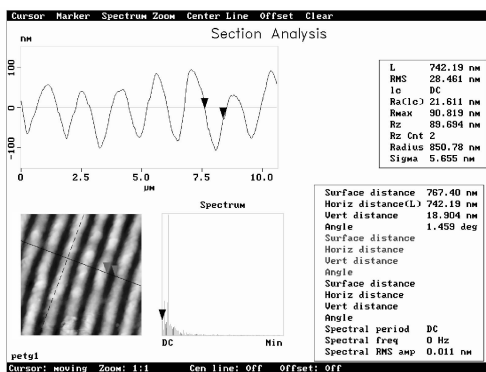 Cursor Marker Spectrum Zoom Center Line Offset Clear
Section Analysis
nM
100
0
-100
0 2.5 5.0 7.5 10.0
µM
L 742.19 nM
RMS 28.461 nM
lc DC
Ra(lc) 21.611 nM
Rmax 90.819 nM
Rz 89.694 nM
Rz Cnt 2
Radius 850.78 nM
Sigma 5.655 nM
Spectrum
DC Min
Surface distance 767.40 nM
Horiz distance(L) 742.19 nM
Vert distance 18.904 nM
Angle 1.459 deg
Surface distance
Horiz distance
Vert distance
Angle
Surface distance
Horiz distance
Vert distance
Angle
Spectral period DC
Spectral freq 0 Hz
Spectral RMS amp 0.011 nM
petg1
Cursor: moving Zoom: 1:1 Cen line: Off Offset: Off